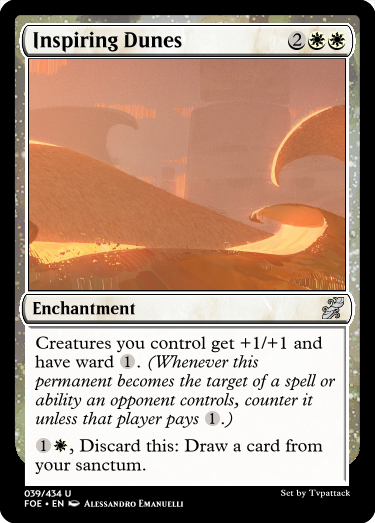 Inspiring Dunes 2
Enchantment
Creatures you control get +1/+1 and
have ward 1. (Whenever this
permanent becomes the target of a spell or
ability an opponent controls, counter it
unless that player pays 1.)
1, Discard this: Draw a card from
your sanctum.
039/434 U
FOE • EN Alessandro Emanuelli
Set by Tvpattack